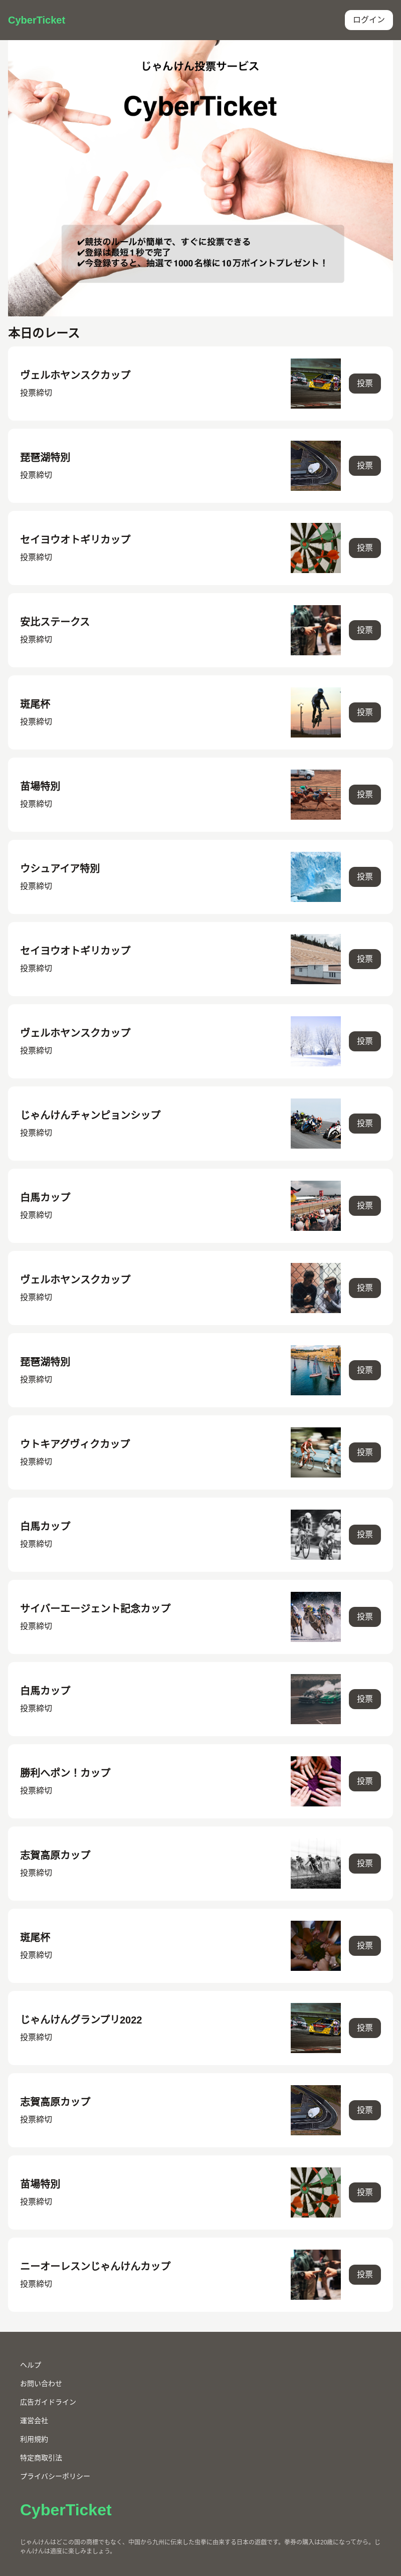 CyberTicket
ログイン
じゃんけん投票サービス
CyberTicket
✔競技のルールが簡単で、すぐに投票できる
✔登録は最短1秒で完了
✔今登録すると、抽選で1000名様に10万ポイントプレゼント！
本日のレース
ヴェルホヤンスクカップ
投票締切
投票
琵琶湖特別
投票締切
投票
セイヨウオトギリカップ
投票締切
投票
安比ステークス
投票締切
投票
斑尾杯
投票締切
投票
苗場特別
投票締切
投票
ウシュアイア特別
投票締切
投票
セイヨウオトギリカップ
投票締切
投票
ヴェルホヤンスクカップ
投票締切
投票
じゃんけんチャンピョンシップ
投票締切
投票
白馬カップ
投票締切
投票
ヴェルホヤンスクカップ
投票締切
投票
琵琶湖特別
投票締切
投票
ウトキアグヴィクカップ
投票締切
投票
白馬カップ
投票締切
投票
サイバーエージェント記念カップ
投票締切
投票
白馬カップ
投票締切
投票
勝利へポン！カップ
投票締切
投票
志賀高原カップ
投票締切
投票
斑尾杯
投票締切
投票
じゃんけんグランプリ2022
投票締切
投票
志賀高原カップ
投票締切
投票
苗場特別
投票締切
投票
ニーオーレスンじゃんけんカップ
投票締切
投票
ヘルプ
お問い合わせ
広告ガイドライン
運営会社
利用規約
特定商取引法
プライバシーポリシー
CyberTicket
じゃんけんはどこの国の商標でもなく、中国から九州に伝来した虫拳に由来する日本の遊戯です。拳券の購入は20歳になってから。じ
ゃんけんは適度に楽しみましょう。